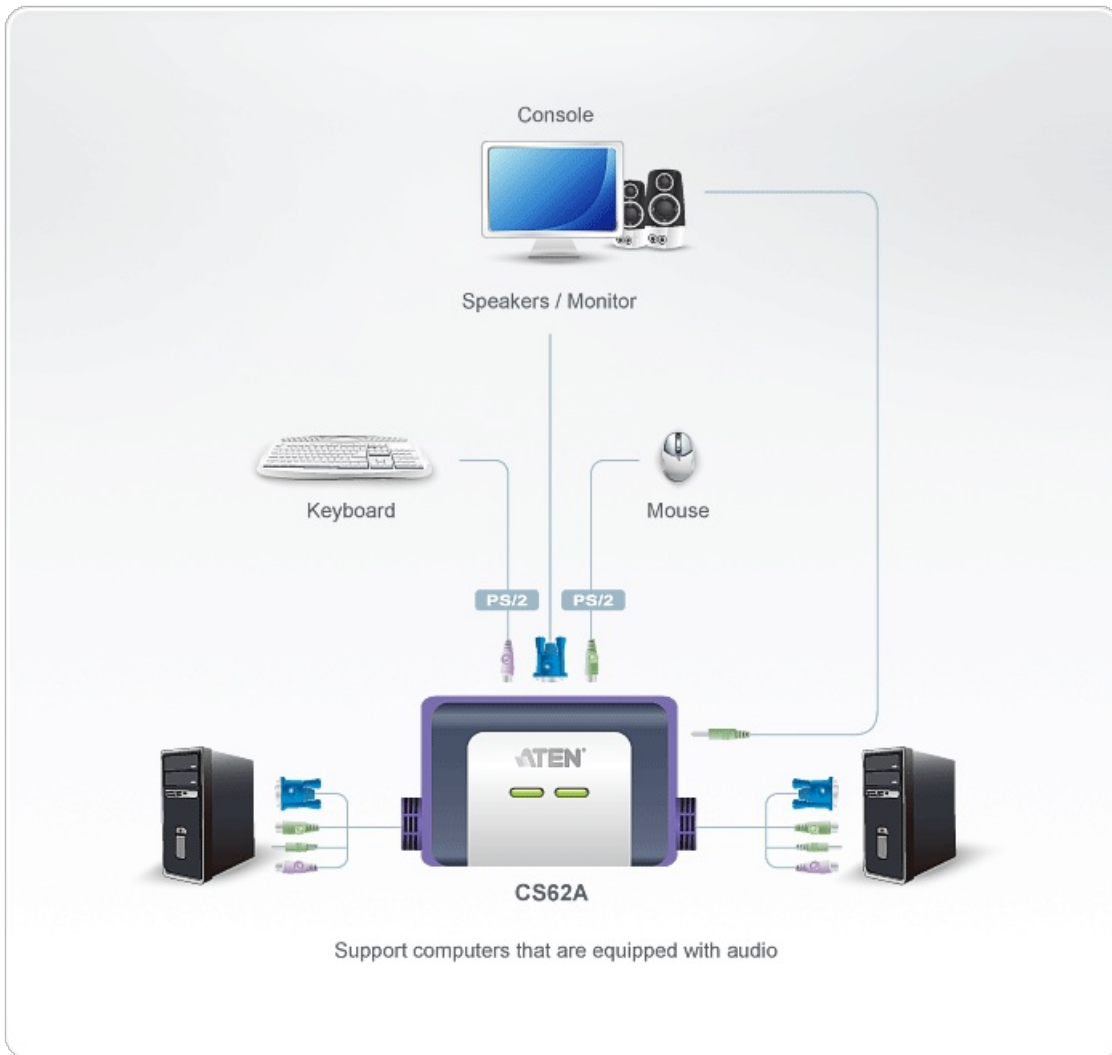 Console
Speakers / Monitor
Keyboard
Mouse
PS/2
PS/2
ATEN
CS62A
Support computers that are equipped with audio